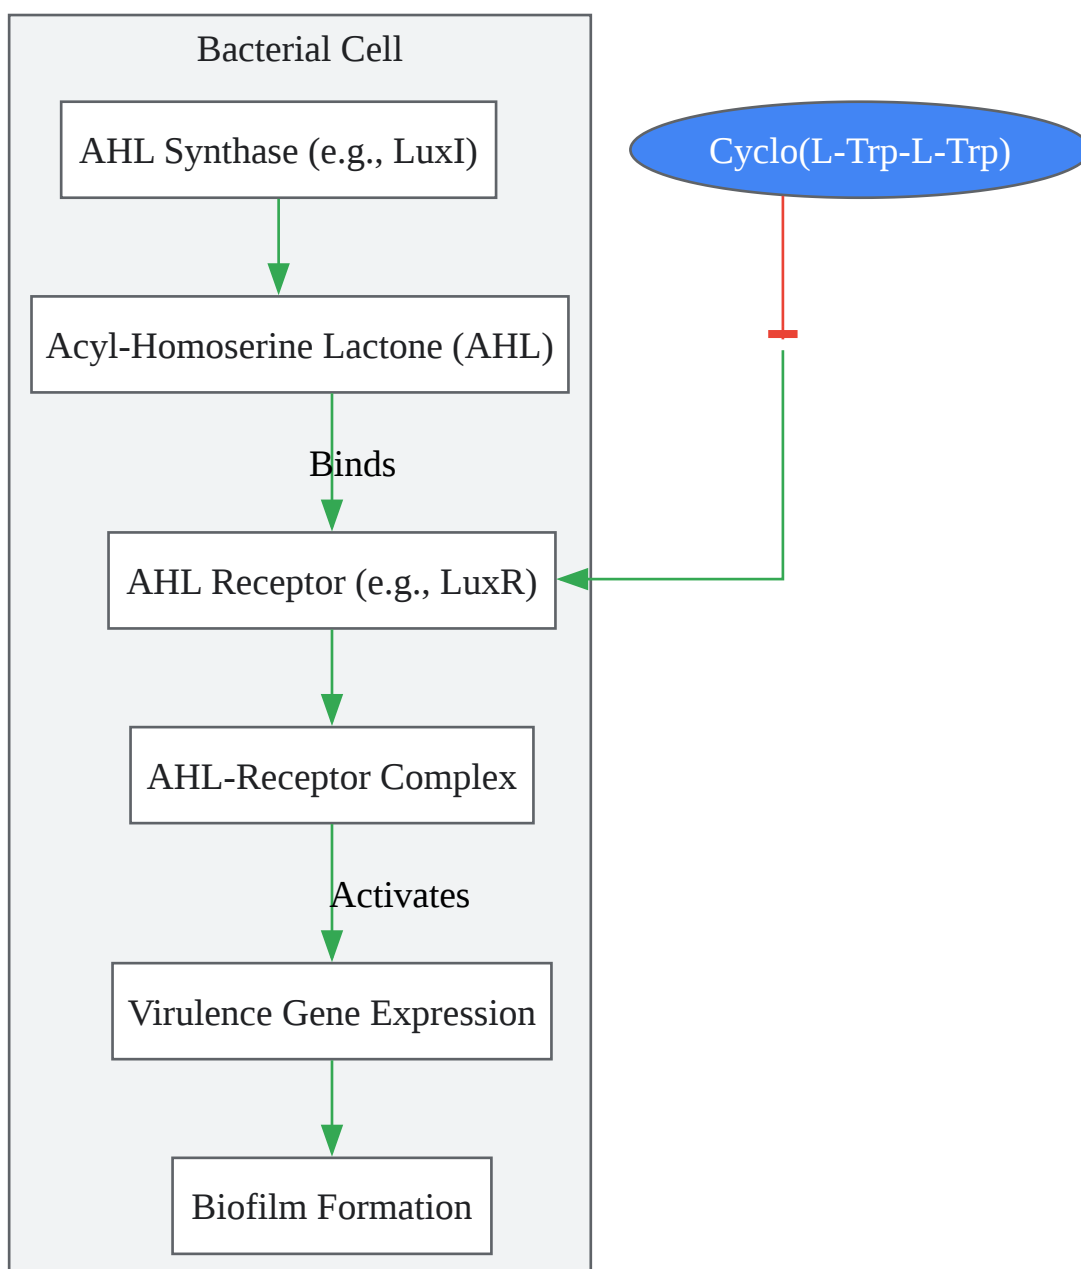 Bacterial Cell
AHL Synthase (e.g., LuxI)
Cyclo(L-Trp-L-Trp)
Acyl-Homoserine Lactone (AHL)
Binds
AHL Receptor (e.g., LuxR)
AHL-Receptor Complex
Activates
Virulence Gene Expression
Biofilm Formation